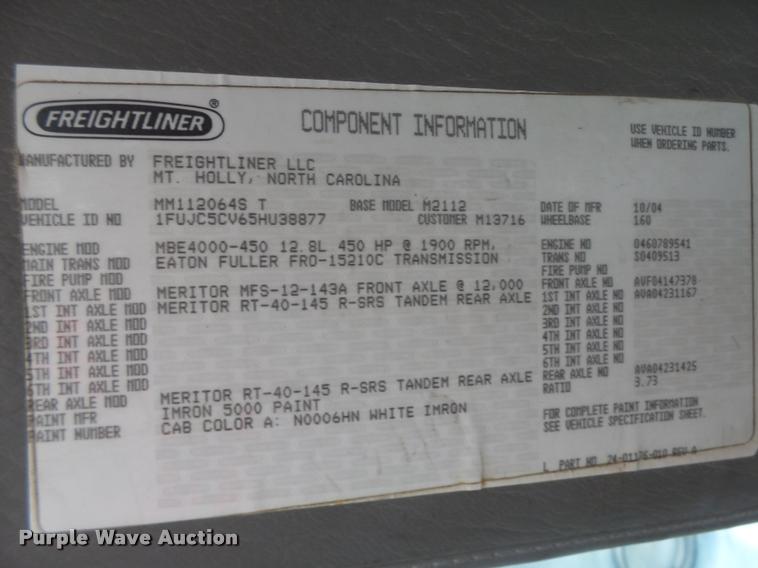 FREIGHTLINER ®
COMPONENT INFORMATION
USE VEHICLE ID NUMBER
WHEN ORDERING PARTS.
MANUFACTURED BY FREIGHTLINER LLC
MT. HOLLY, NORTH CAROLINA
MODEL MM112064S T BASE MODEL M2112 DATE OF MFR 10/04
VEHICLE ID NO 1FUJC5CV65HU38877 CUSTOMER M13716 WHEELBASE 160
ENGINE MOD MBE4000-450 12.8L 450 HP @ 1900 RPM, ENGINE NO 0460789541
MAIN TRANS MOD EATON FULLER FRO-15210C TRANSMISSION TRANS NO S0409513
FIRE PUMP MOD FIRE PUMP NO
FRONT AXLE MOD MERITOR MFS-12-143A FRONT AXLE @ 12,000 FRONT AXLE NO AVF04147378
1ST INT AXLE MOD MERITOR RT-40-145 R-SRS TANDEM REAR AXLE 1ST INT AXLE NO AVA04231167
2ND INT AXLE MOD 2ND INT AXLE NO
3RD INT AXLE MOD 3RD INT AXLE NO
4TH INT AXLE MOD 4TH INT AXLE NO
5TH INT AXLE MOD 5TH INT AXLE NO
6TH INT AXLE MOD 6TH INT AXLE NO
REAR AXLE MOD MERITOR RT-40-145 R-SRS TANDEM REAR AXLE REAR AXLE NO AVA04231425
PAINT MFR IMRON 5000 PAINT RATIO 3.73
PAINT NUMBER CAB COLOR A: N0006HN WHITE IMRON
FOR COMPLETE PAINT INFORMATION
SEE VEHICLE SPECIFICATION SHEET.
L PART NO 24-01176-010 REV A
Purple Wave Auction